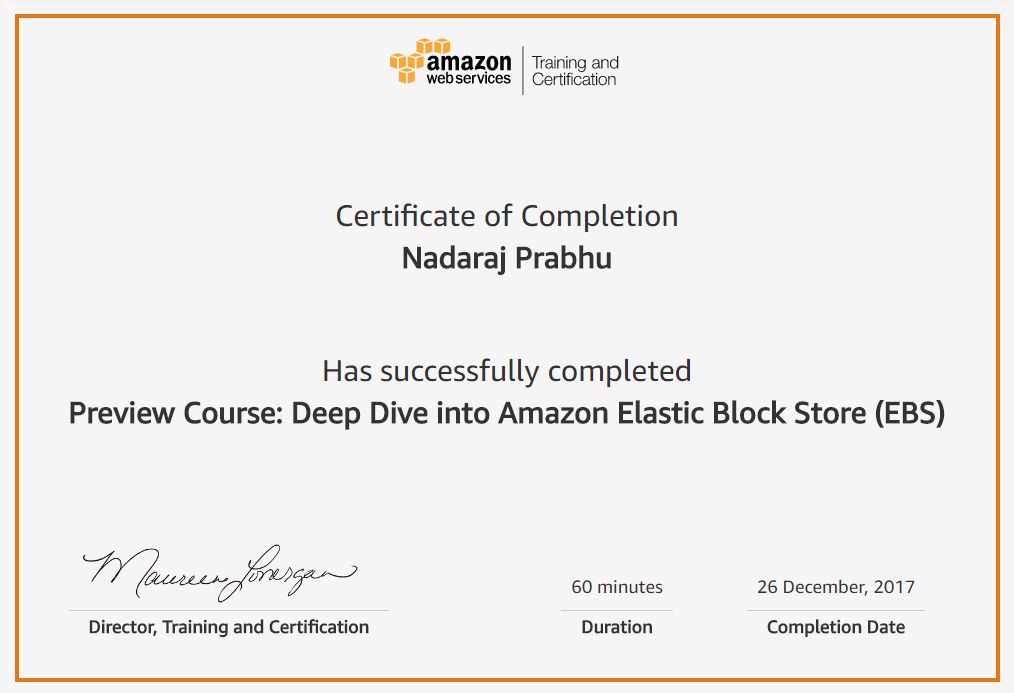 amazon
web services
Training and
Certification
Certificate of Completion
Nadaraj Prabhu
Has successfully completed
Preview Course: Deep Dive into Amazon Elastic Block Store (EBS)
Maureen Lonergan
60 minutes
26 December, 2017
Director, Training and Certification
Duration
Completion Date